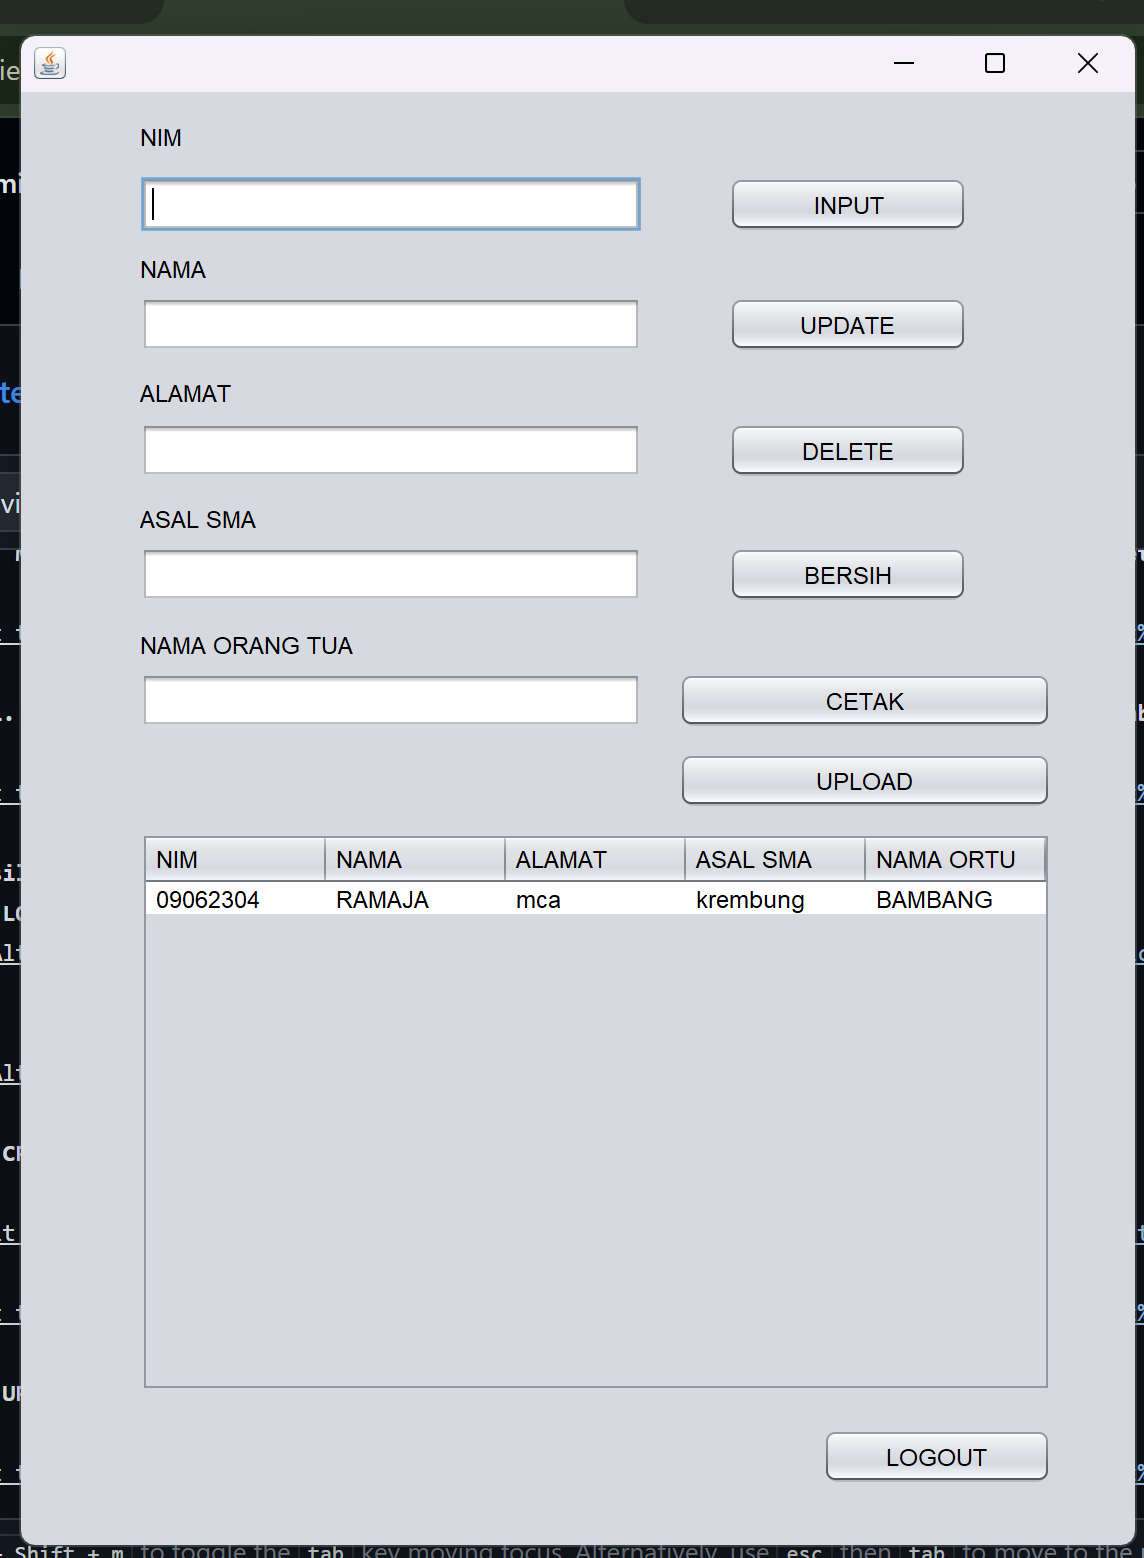 NIM
INPUT
NAMA
UPDATE
ALAMAT
DELETE
ASAL SMA
BERSIH
NAMA ORANG TUA
CETAK
UPLOAD
NIM NAMA ALAMAT ASAL SMA NAMA ORTU
09062304 RAMAJA mca krembung BAMBANG
LOGOUT
Shift + m to toggle the tab key moving focus. Alternatively, use esc then tab to move to the